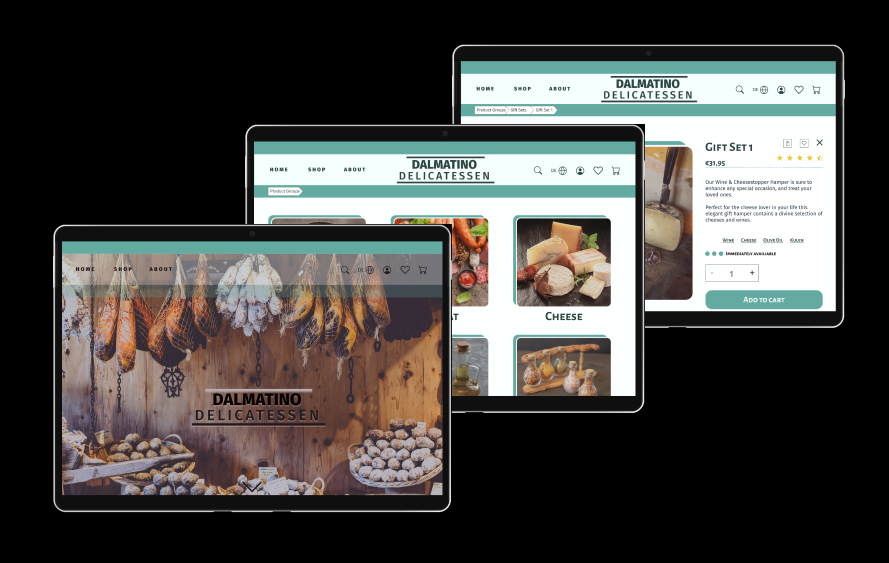 HOME SHOP ABOUT
DALMATINO
DELICATESSEN
DE
Product Groups Gift Sets Gift Set 1
GIFT SET 1
€31,95
Our Wine & Cheesestopper Hamper is sure to
enhance any special occasion, and treat your
loved ones.
Perfect for the cheese lover in your life this
elegant gift hamper contains a divine selection of
cheeses and wines.
WINE CHEESE OLIVE OIL KULEN
IMMEDIATELY AVAILABLE
- 1 +
ADD TO CART
HOME SHOP ABOUT
DALMATINO
DELICATESSEN
DE
Product Groups
AT
CHEESE
HOME SHOP ABOUT
DE
DALMATINO
DELICATESSEN